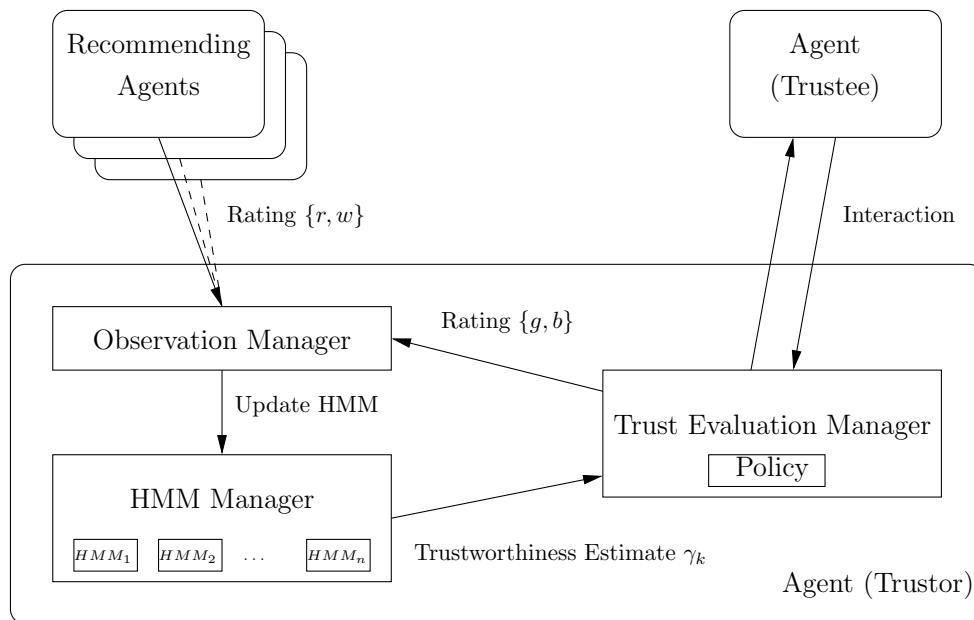 Recommending
Agents
Agent
(Trustee)
Rating {r, w}
Interaction
Rating {g, b}
Observation Manager
Update HMM
Trust Evaluation Manager
Policy
HMM Manager
HMM₁ HMM₂ ... HMMₙ
Trustworthiness Estimate γₖ
Agent (Trustor)